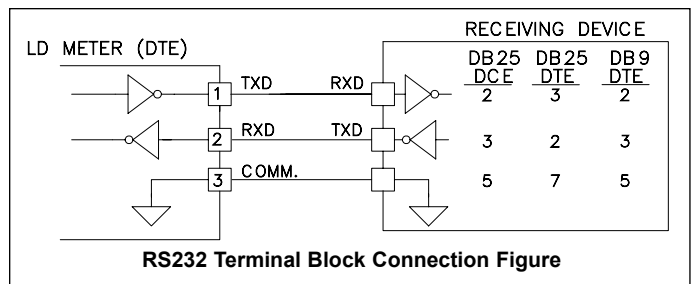 RECEIVING DEVICE
LD METER (DTE)
DB25 DB25 DB9
DCE DTE DTE
1 TXD RXD 2 3 2
2 RXD TXD 3 2 3
3 COMM. 5 7 5
RS232 Terminal Block Connection Figure